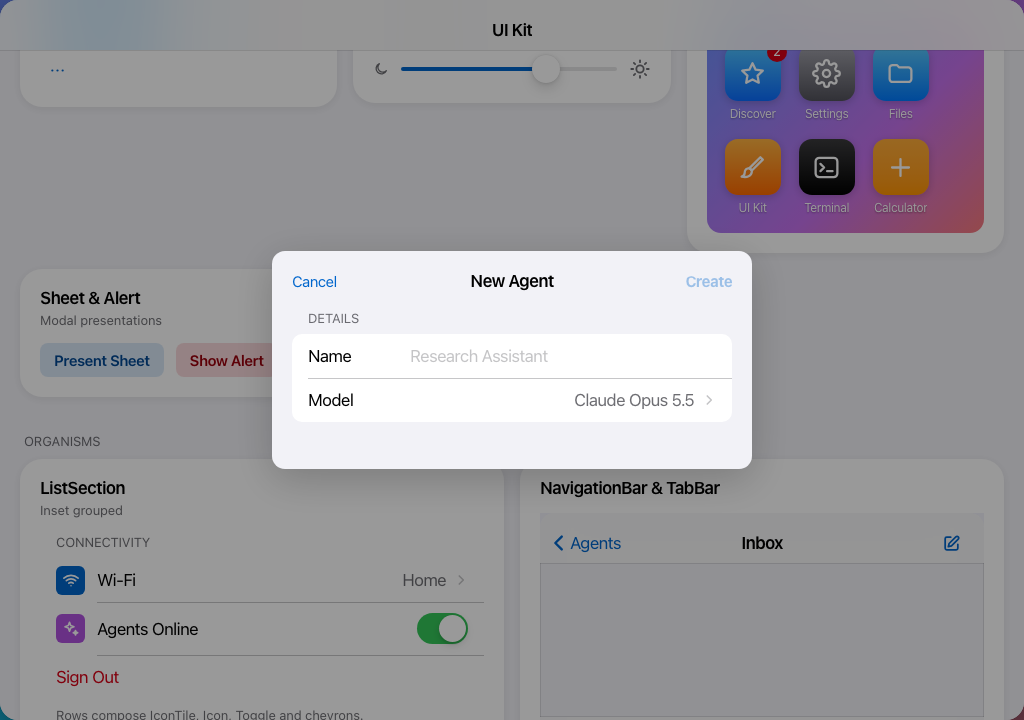 UI Kit
...
2
Discover
Settings
Files
UI Kit
Terminal
Calculator
Sheet & Alert
Modal presentations
Present Sheet
Show Alert
Cancel
New Agent
Create
DETAILS
Name
Research Assistant
Model
Claude Opus 5.5
ORGANISMS
ListSection
Inset grouped
CONNECTIVITY
Wi-Fi
Home
Agents Online
Sign Out
Rows compose IconTile, Icon, Toggle and chevrons.
NavigationBar & TabBar
Agents
Inbox